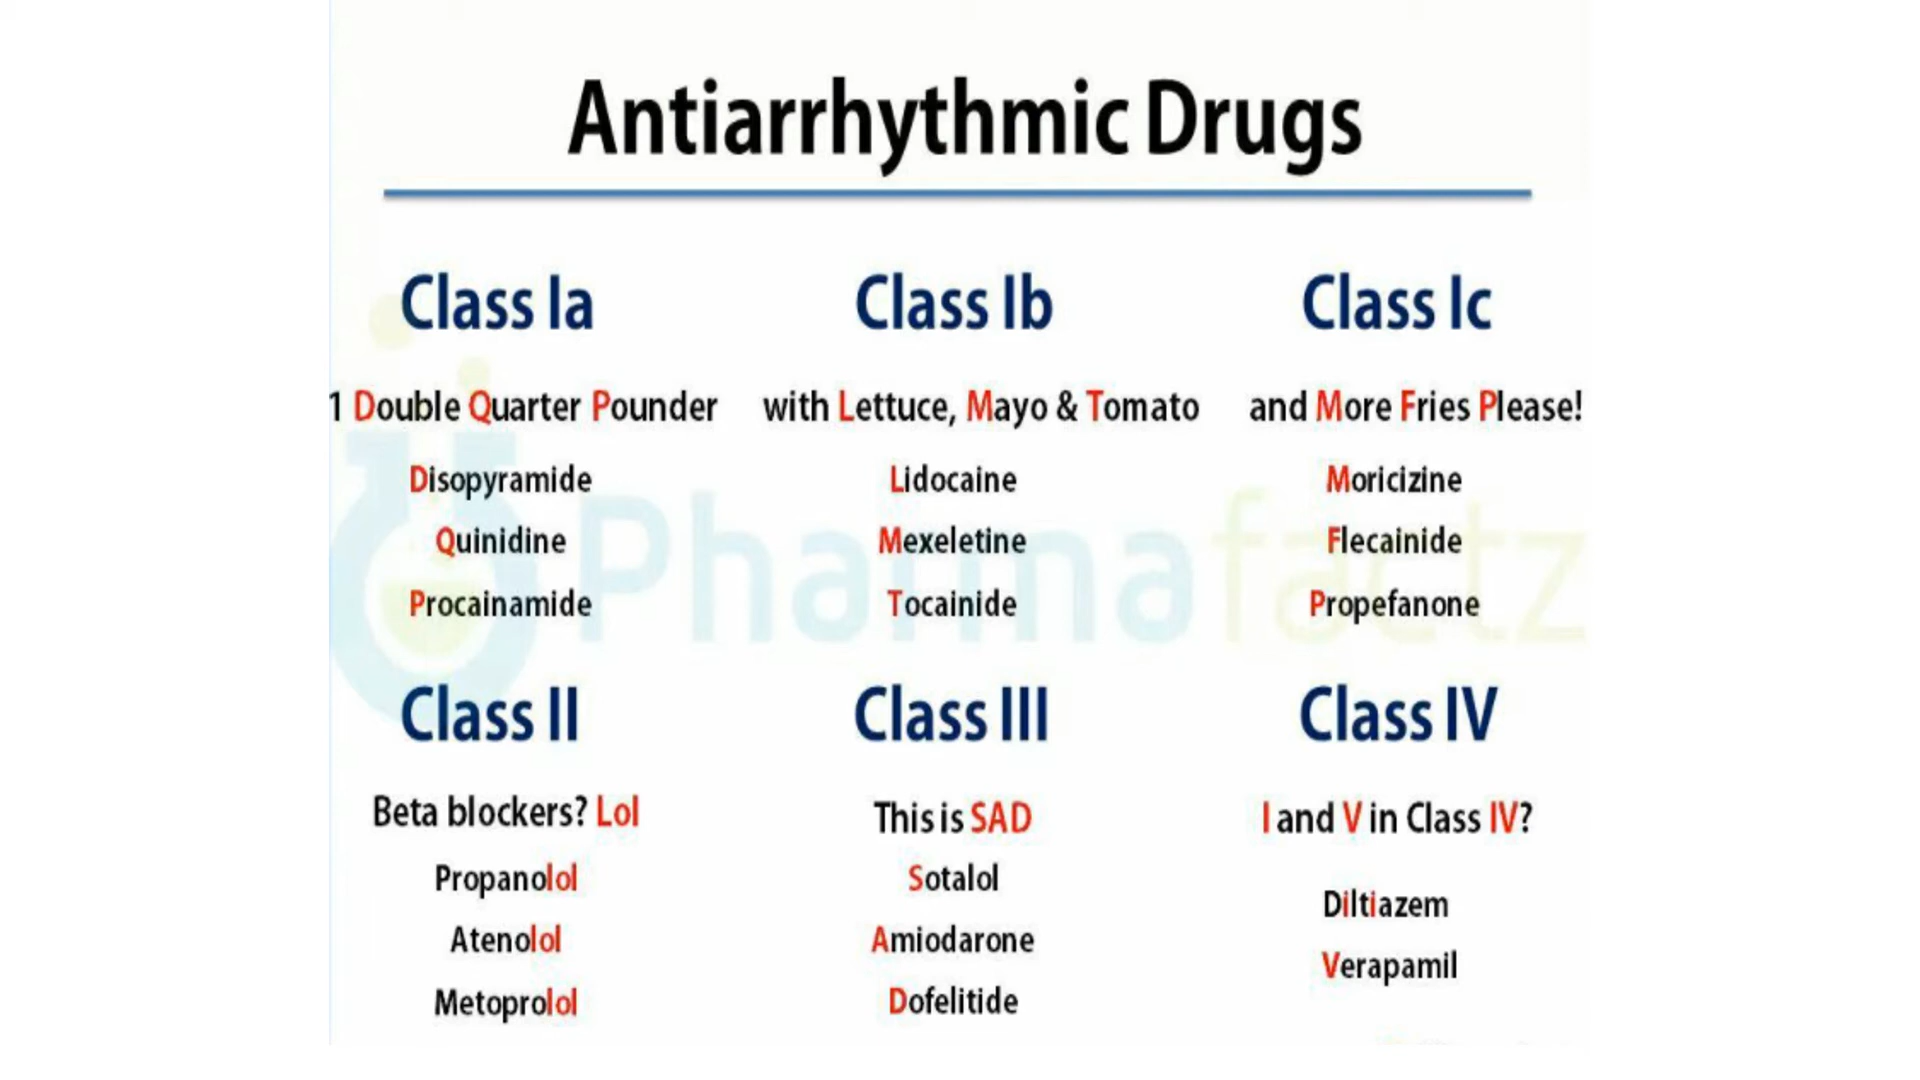 Antiarrhythmic Drugs
Class Ia
1 Double Quarter Pounder
Disopyramide
Quinidine
Procainamide
Class Ib
with Lettuce, Mayo & Tomato
Lidocaine
Mexeletine
Tocainide
Class Ic
and More Fries Please!
Moricizine
Flecainide
Propefanone
Class II
Beta blockers? Lol
Propanolol
Atenolol
Metoprolol
Class III
This is SAD
Sotalol
Amiodarone
Dofelitide
Class IV
I and V in Class IV?
Diltiazem
Verapamil
Pharmafactz